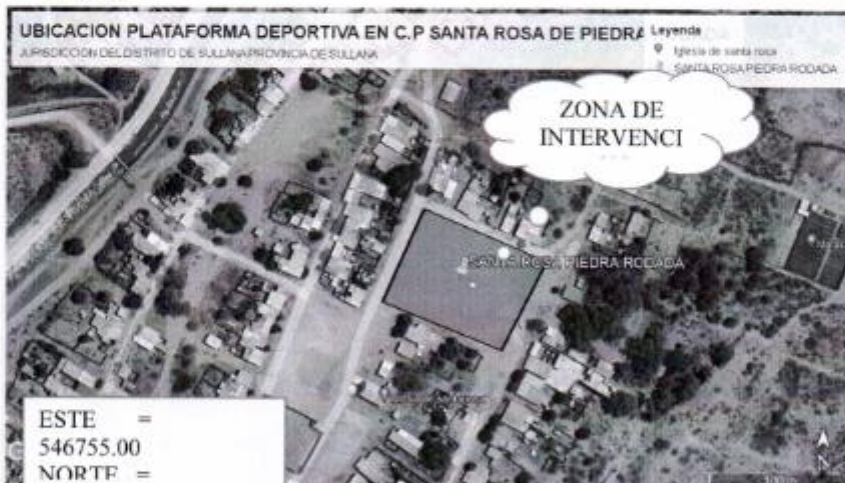 UBICACION PLATAFORMA DEPORTIVA EN C.P SANTA ROSA DE PIEDRA
JURISDICCION DEL DISTRITO DE SULLANA PROVINCIA DE SULLANA
Leyenda
Iglesia de santa rosa
SANTA ROSA PIEDRA RODADA
ZONA DE
INTERVENCI
SANTA ROSA PIEDRA RODADA
ESTE =
546755.00
NORTE =
N
100 m